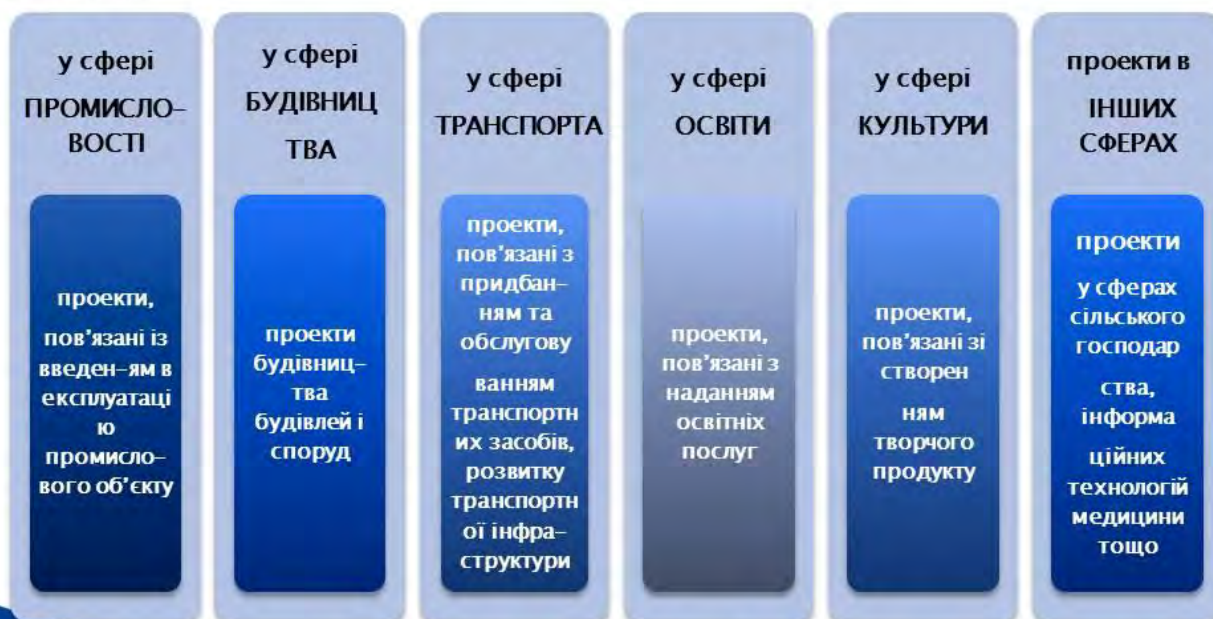 у сфері
ПРОМИСЛО–
ВОСТІ
проекти,
пов’язані із
введен–ям в
експлуатаці
ю
промисло–
вого об’єкту
у сфері
БУДІВНИЦ
ТВА
проекти
будівниц–
тва
будівлей і
споруд
у сфері
ТРАНСПОРТА
проекти,
пов’язані з
придбан–
ням та
обслугову
ванням
транспортн
их засобів,
розвитку
транспортн
ої інфра–
структури
у сфері
ОСВІТИ
проекти,
пов’язані з
наданням
освітніх
послуг
у сфері
КУЛЬТУРИ
проекти,
пов’язані зі
створен
ням
творчого
продукту
проекти в
ІНШИХ
СФЕРАХ
проекти
у сферах
сільського
господар
ства,
інформа
ційних
технологій
медицини
тощо